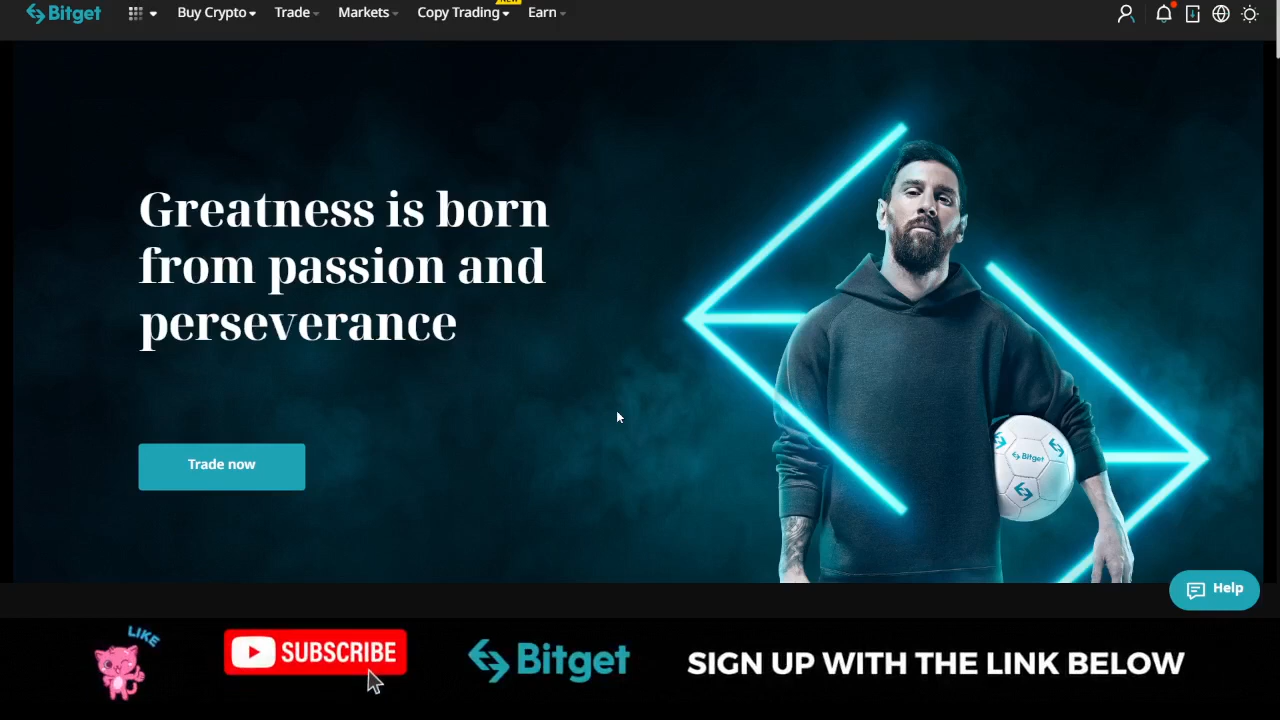 Bitget
Buy Crypto
Trade
Markets
Copy Trading
NEW
Earn
Greatness is born
from passion and
perseverance
Trade now
Bitget
Help
LIKE
SUBSCRIBE
Bitget
SIGN UP WITH THE LINK BELOW